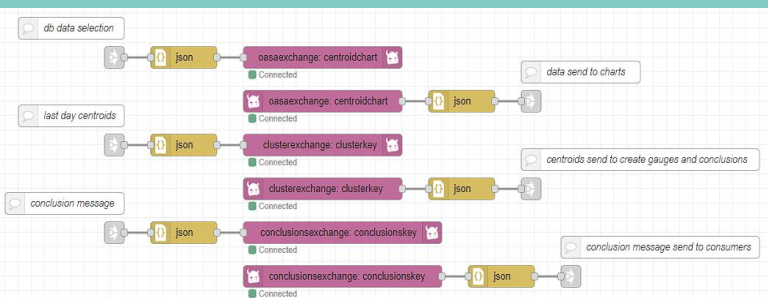 db data selection
json
oasaexchange: centroidchart
Connected
data send to charts
oasaexchange: centroidchart
json
Connected
last day centroids
json
clusterexchange: clusterkey
Connected
centroids send to create gauges and conclusions
clusterexchange: clusterkey
json
Connected
conclusion message
json
conclusionsexchange: conclusionskey
Connected
conclusion message send to consumers
conclusionsexchange: conclusionskey
json
Connected